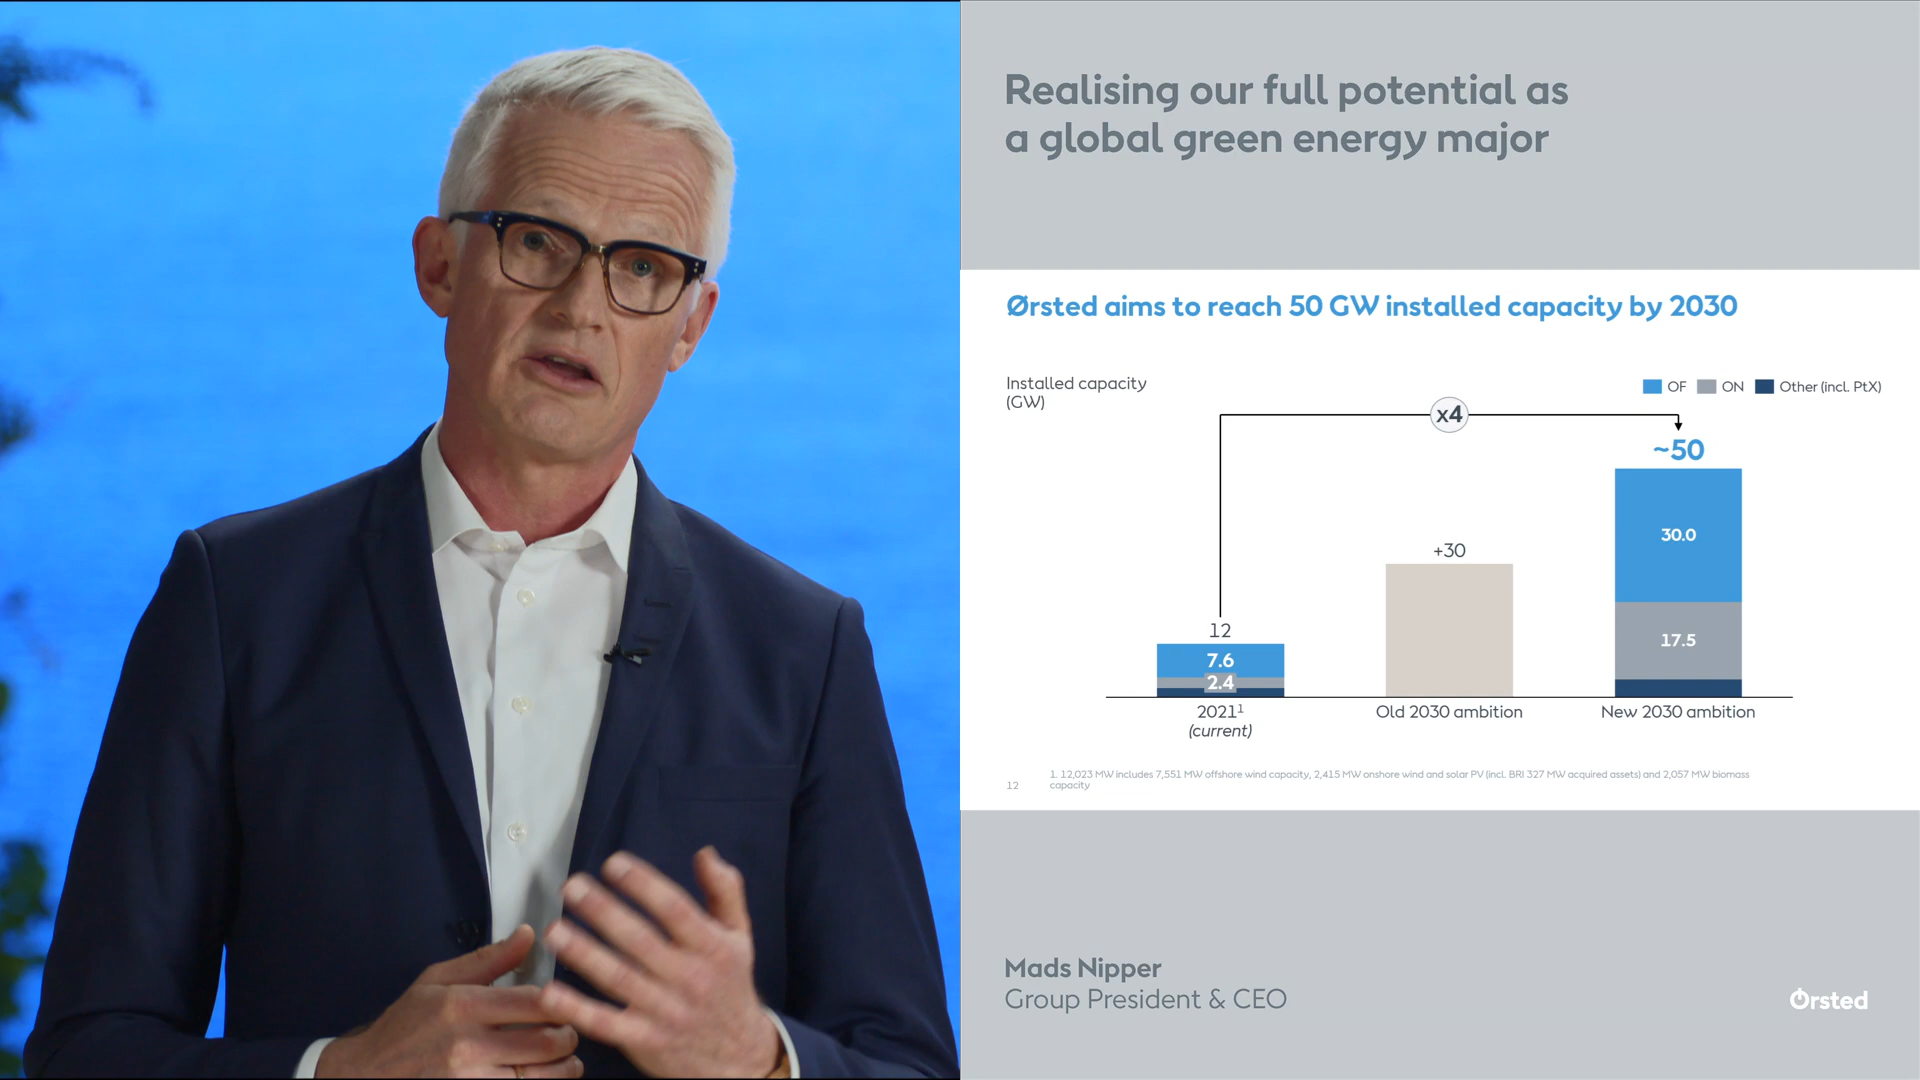 Realising our full potential as
a global green energy major
Ørsted aims to reach 50 GW installed capacity by 2030
Installed capacity
(GW)
OF ON Other (incl. PtX)
x4
~50
30.0
17.5
+30
12
7.6
2.4
2021¹ Old 2030 ambition New 2030 ambition
(current)
1. 12,023 MW includes 7,551 MW offshore wind capacity, 2,415 MW onshore wind and solar PV (incl. BRI 327 MW acquired assets) and 2,057 MW biomass
capacity
12
Mads Nipper
Group President & CEO
Ørsted